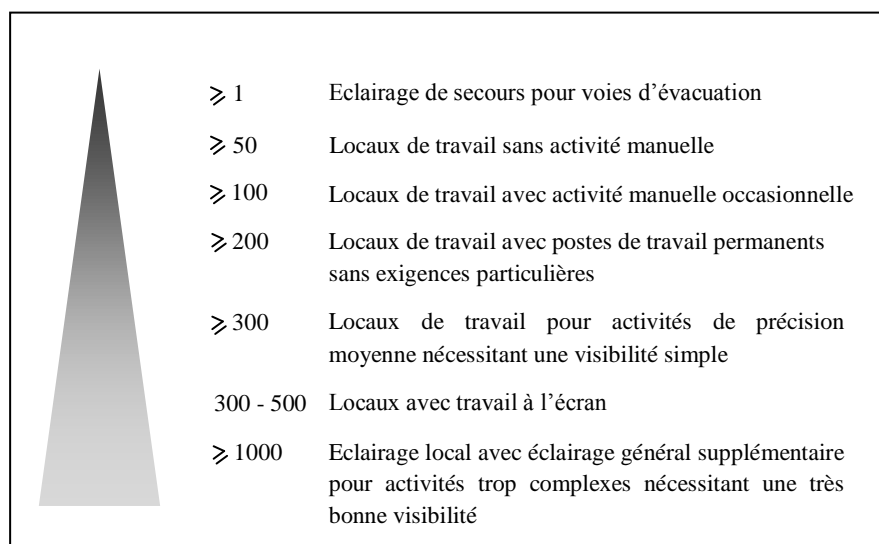 ⩾ 1 Eclairage de secours pour voies d’évacuation
⩾ 50 Locaux de travail sans activité manuelle
⩾ 100 Locaux de travail avec activité manuelle occasionnelle
⩾ 200 Locaux de travail avec postes de travail permanents
sans exigences particulières
⩾ 300 Locaux de travail pour activités de précision
moyenne nécessitant une visibilité simple
300 - 500 Locaux avec travail à l’écran
⩾ 1000 Eclairage local avec éclairage général supplémentaire
pour activités trop complexes nécessitant une très
bonne visibilité